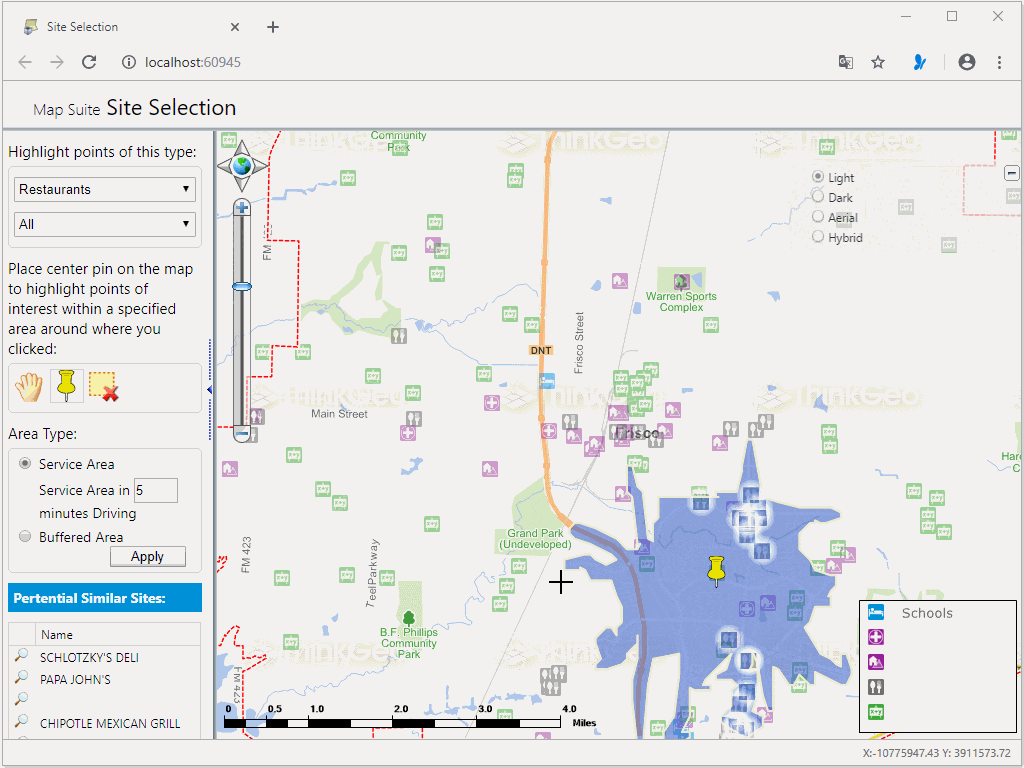 Site Selection
localhost:60945
Map Suite Site Selection
Highlight points of this type:
Restaurants
All
Place center pin on the map
to highlight points of
interest within a specified
area around where you
clicked:
Area Type:
Service Area
Service Area in 5
minutes Driving
Buffered Area
Apply
Pertential Similar Sites:
Name
SCHLOTZKY'S DELI
PAPA JOHN'S
CHIPOTLE MEXICAN GRILL
Community
Park
ThinkGeo
ThinkGeo
Light
Dark
Aerial
Hybrid
Warren Sports
Complex
DNT
Frisco Street
Main Street
ThinkGeo
ThinkGeo
Frisco
Grand Park
(Undeveloped)
FM 423
Teel Parkway
B.F. Phillips
Community
Park
Schools
0 0.5 1.0 2.0 3.0 4.0
Miles
X:-10775947.43 Y: 3911573.72